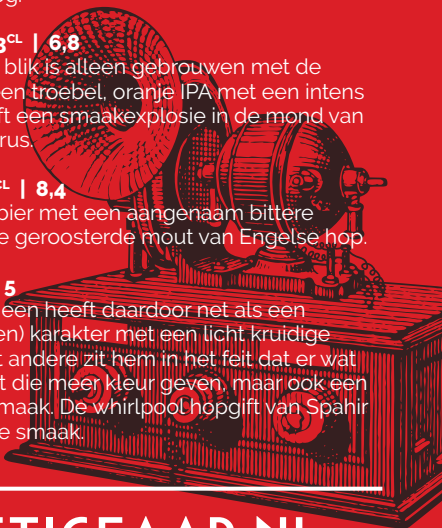 3CL | 6,8
blik is alleen gebrouwen met de
en troebel, oranje IPA met een intens
ft een smaakexplosie in de mond van
rus.
CL | 8,4
bier met een aangenaam bittere
e geroosterde mout van Engelse hop.
5
een heeft daardoor net als een
en) karakter met een licht kruidige
t andere zit hem in het feit dat er wat
t die meer kleur geven, maar ook een
maak. De whirlpool hopgift van Spahir
e smaak.